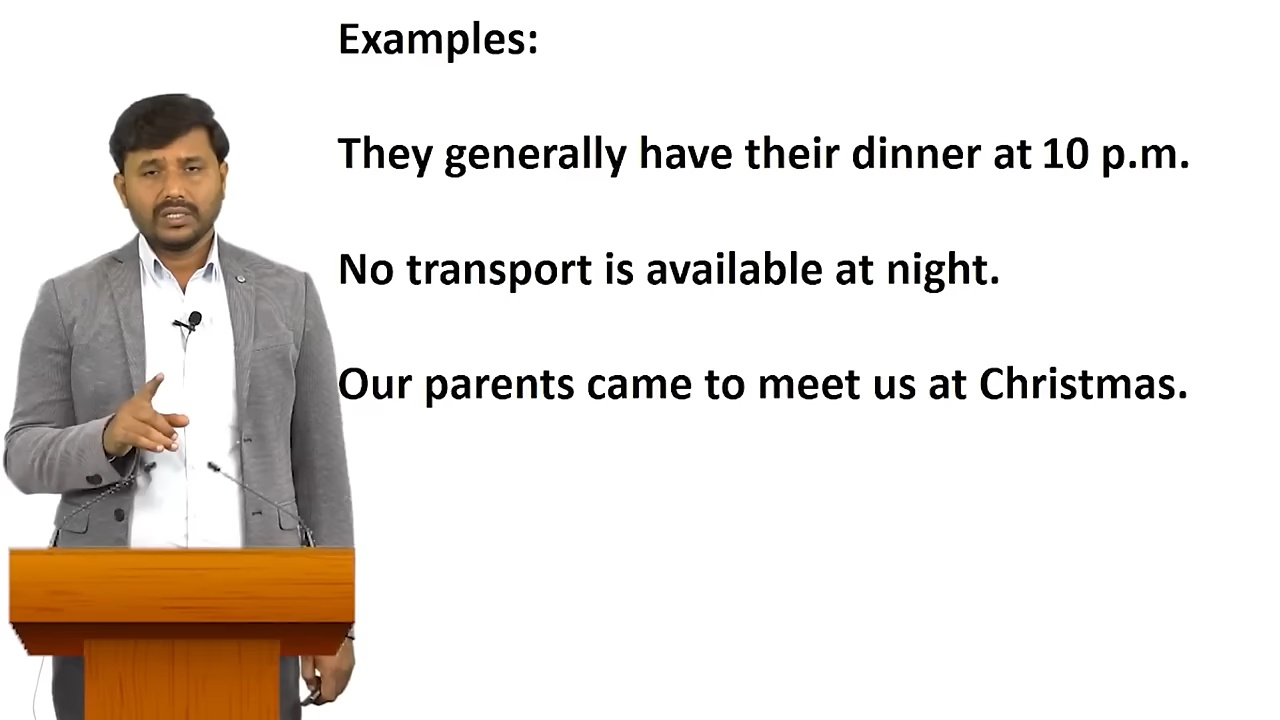 Examples:
They generally have their dinner at 10 p.m.
No transport is available at night.
Our parents came to meet us at Christmas.